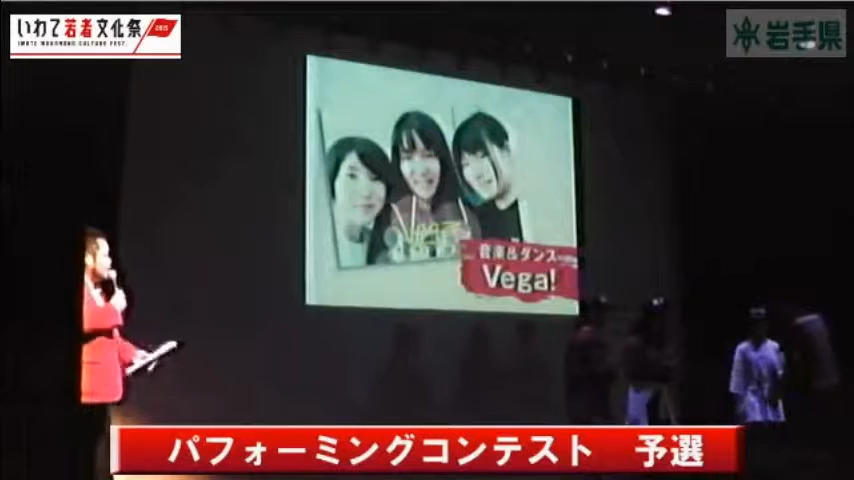 いわて若者文化祭
2015
IWATE WAKAMONO CULTURE FEST.
岩手県
音楽&ダンス
Vega!
パフォーミングコンテスト 予選